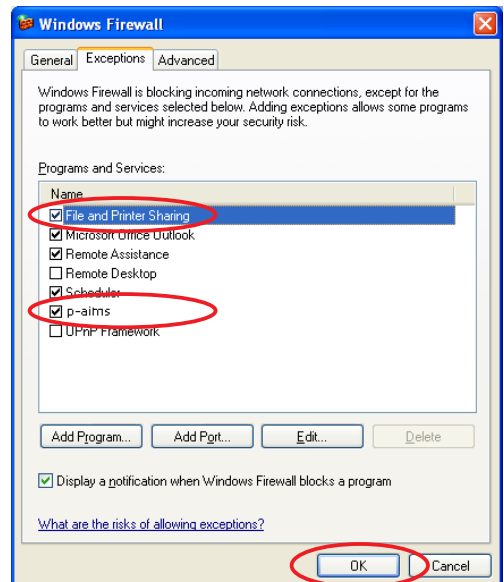 Windows Firewall
General Exceptions Advanced
Windows Firewall is blocking incoming network connections, except for the
programs and services selected below. Adding exceptions allows some programs
to work better but might increase your security risk.
Programs and Services:
Name
File and Printer Sharing
Microsoft Office Outlook
Remote Assistance
Remote Desktop
Scheduler
p-aims
UPnP Framework
Add Program... Add Port... Edit... Delete
Display a notification when Windows Firewall blocks a program
What are the risks of allowing exceptions?
OK Cancel